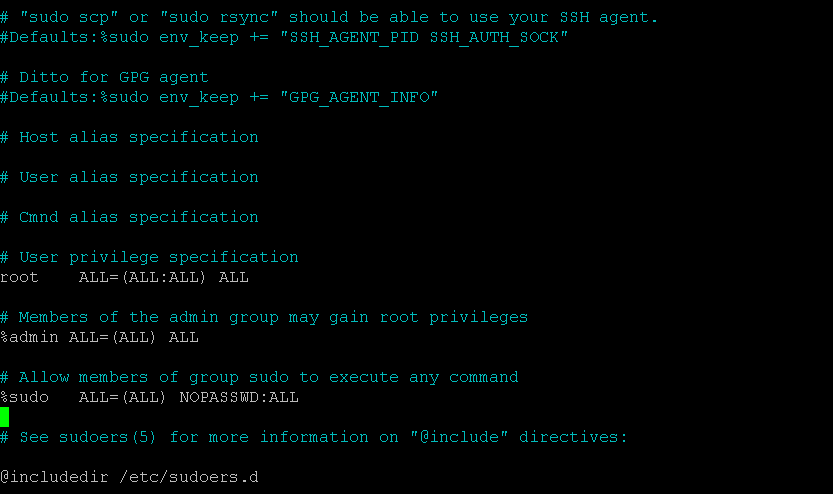 # "sudo scp" or "sudo rsync" should be able to use your SSH agent.
#Defaults:%sudo env_keep += "SSH_AGENT_PID SSH_AUTH_SOCK"
# Ditto for GPG agent
#Defaults:%sudo env_keep += "GPG_AGENT_INFO"
# Host alias specification
# User alias specification
# Cmnd alias specification
# User privilege specification
root    ALL=(ALL:ALL) ALL
# Members of the admin group may gain root privileges
%admin ALL=(ALL) ALL
# Allow members of group sudo to execute any command
%sudo   ALL=(ALL) NOPASSWD:ALL
# See sudoers(5) for more information on "@include" directives:
@includedir /etc/sudoers.d